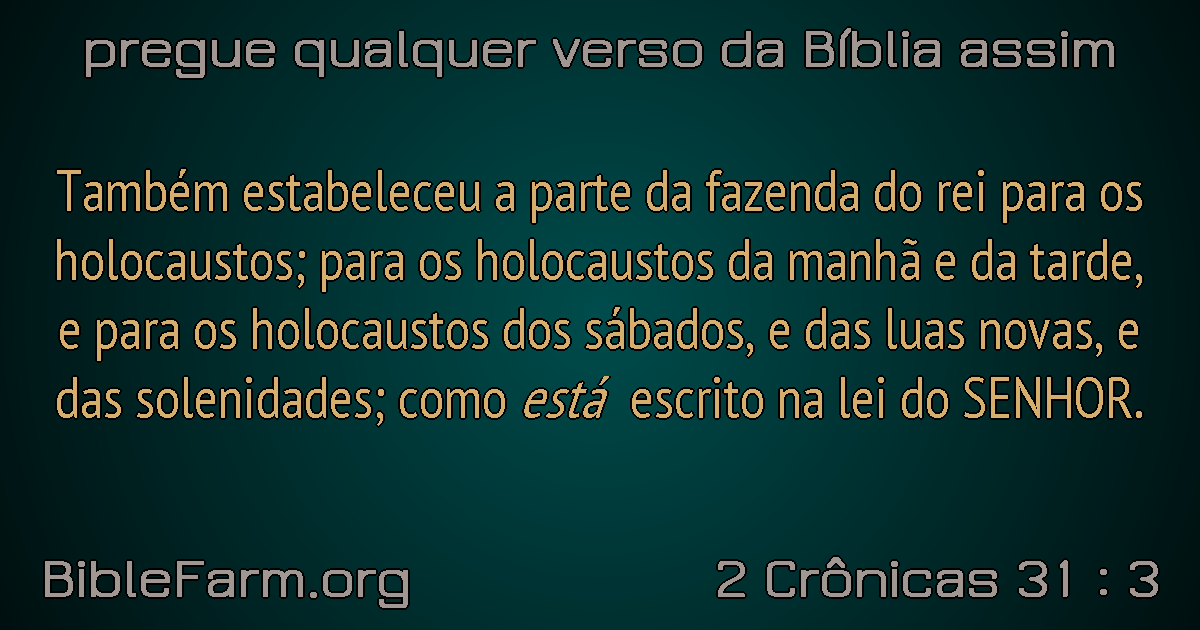 pregue qualquer verso da Bíblia assim
Também estabeleceu a parte da fazenda do rei para os
holocaustos; para os holocaustos da manhã e da tarde,
e para os holocaustos dos sábados, e das luas novas, e
das solenidades; como está escrito na lei do SENHOR.
BibleFarm.org
2 Crônicas 31 : 3